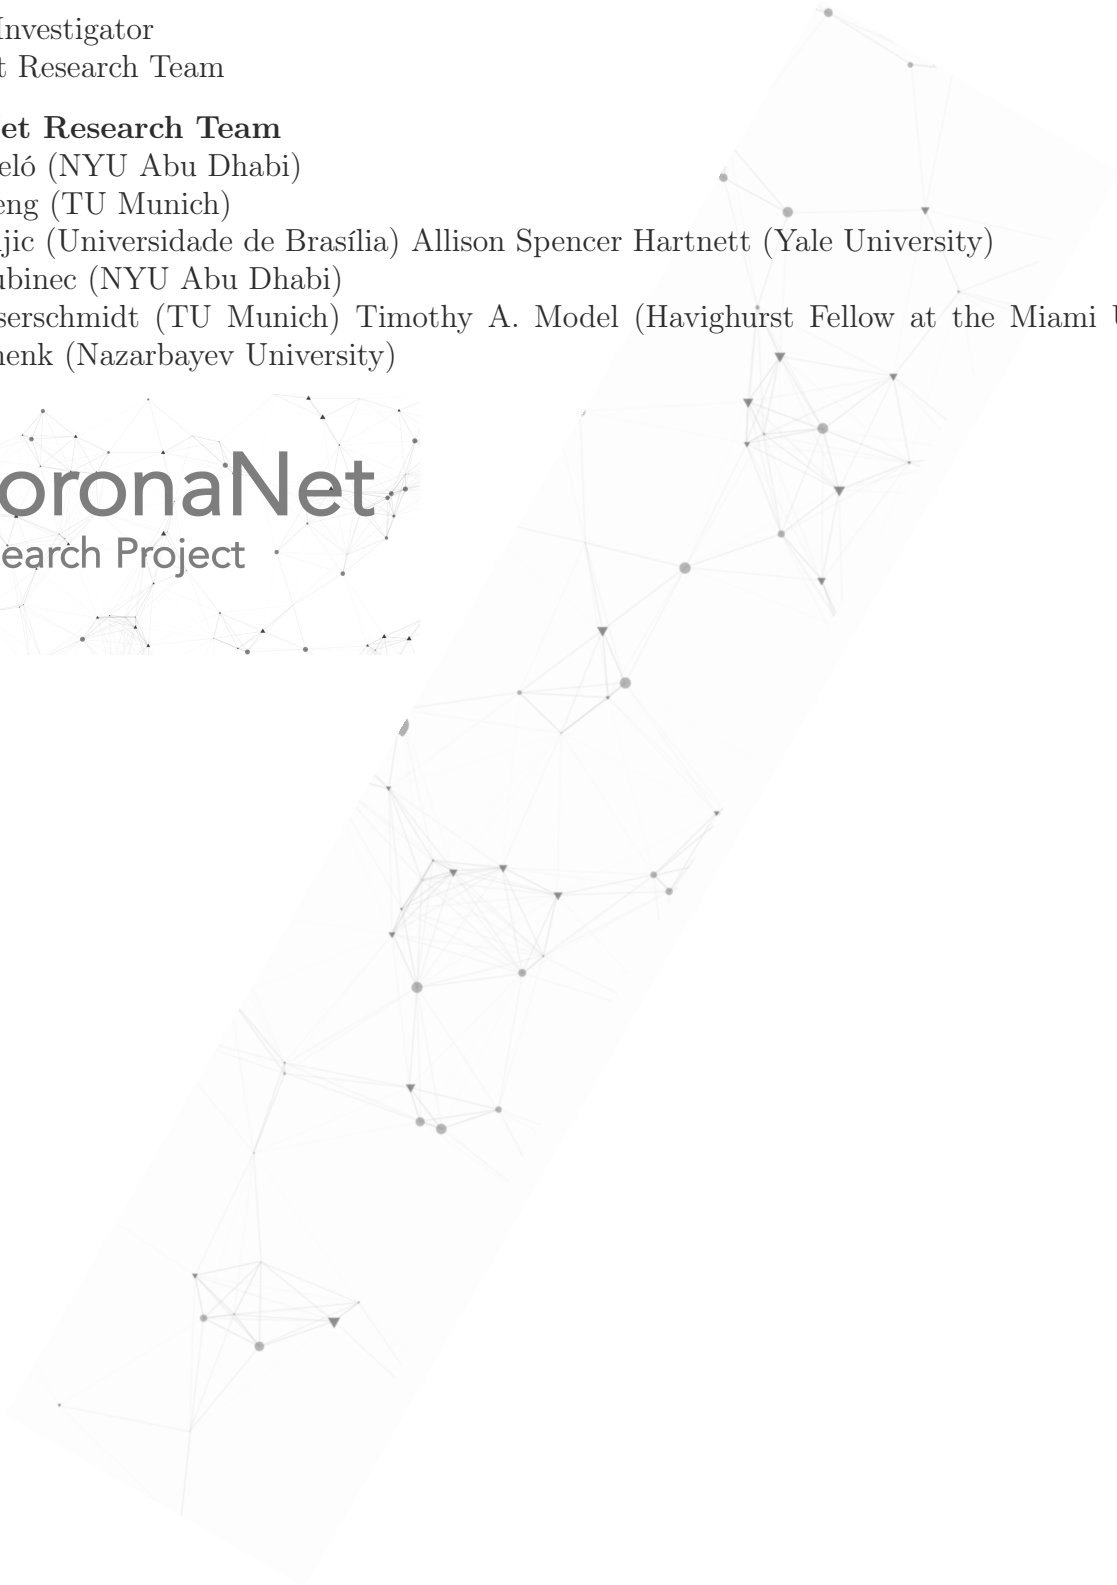 Investigator
t Research Team
et Research Team
eló (NYU Abu Dhabi)
eng (TU Munich)
jic (Universidade de Brasília) Allison Spencer Hartnett (Yale University)
ubinec (NYU Abu Dhabi)
serschmidt (TU Munich) Timothy A. Model (Havighurst Fellow at the Miami U
henk (Nazarbayev University)
oronaNet
earch Project